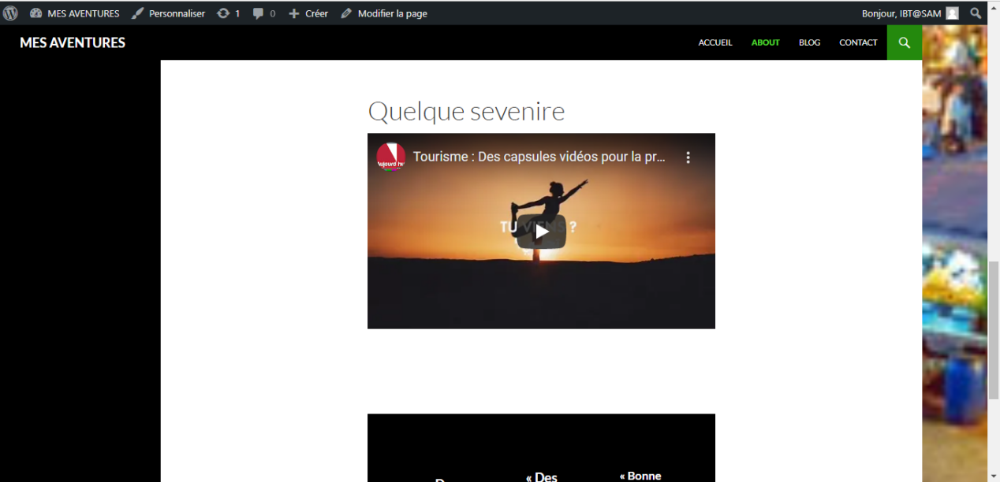 MES AVENTURES Personnaliser 1 0 Créer Modifier la page Bonjour, IBT@SAM
MES AVENTURES ACCUEIL ABOUT BLOG CONTACT
Quelque sevenire
Tourisme : Des capsules vidéos pour la pr...
TU VIENS ?
« Des
« Bonne